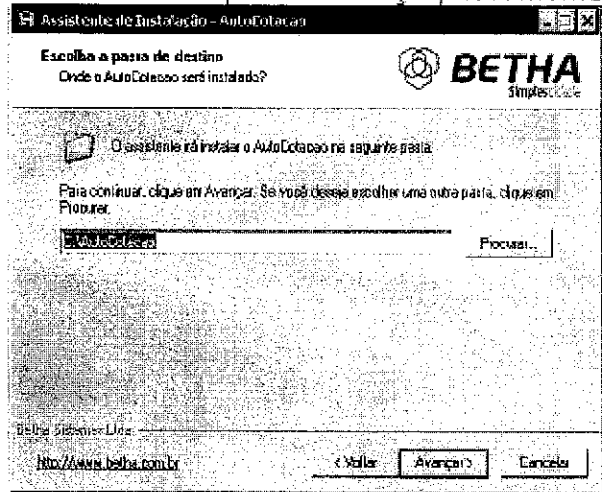 Assistente de Instalação - AutoCotacao
Escolha a pasta de destino
Onde o AutoCotacao será instalado?
BETHA
Simplescidade
O assistente irá instalar o AutoCotacao na seguinte pasta.
Para continuar, clique em Avançar. Se você deseja escolher uma outra pasta, clique em
Procurar.
C:\AutoCotacao
Procurar...
Betha Sistemas Ltda
http://www.betha.com.br
< Voltar
Avançar >
Cancelar